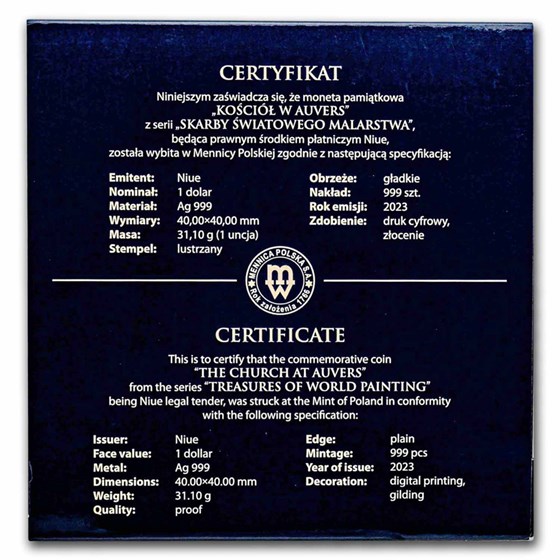 CERTYFIKAT
Niniejszym zaświadcza się, że moneta pamiątkowa
„KOŚCIÓŁ W AUVERS”
z serii „SKARBY ŚWIATOWEGO MALARSTWA”,
będąca prawnym środkiem płatniczym Niue,
została wybita w Mennicy Polskiej zgodnie z następującą specyfikacją:
Emitent: Niue
Nominał: 1 dolar
Materiał: Ag 999
Wymiary: 40,00×40,00 mm
Masa: 31,10 g (1 uncja)
Stempel: lustrzany
Obrzeże: gładkie
Nakład: 999 szt.
Rok emisji: 2023
Zdobienie: druk cyfrowy,
złocenie
MENNICA POLSKA S.A.
MW
Rok założenia 1766
CERTIFICATE
This is to certify that the commemorative coin
“THE CHURCH AT AUVERS”
from the series “TREASURES OF WORLD PAINTING”
being Niue legal tender, was struck at the Mint of Poland in conformity
with the following specification:
Issuer: Niue
Face value: 1 dollar
Metal: Ag 999
Dimensions: 40.00×40.00 mm
Weight: 31.10 g
Quality: proof
Edge: plain
Mintage: 999 pcs
Year of issue: 2023
Decoration: digital printing,
gilding